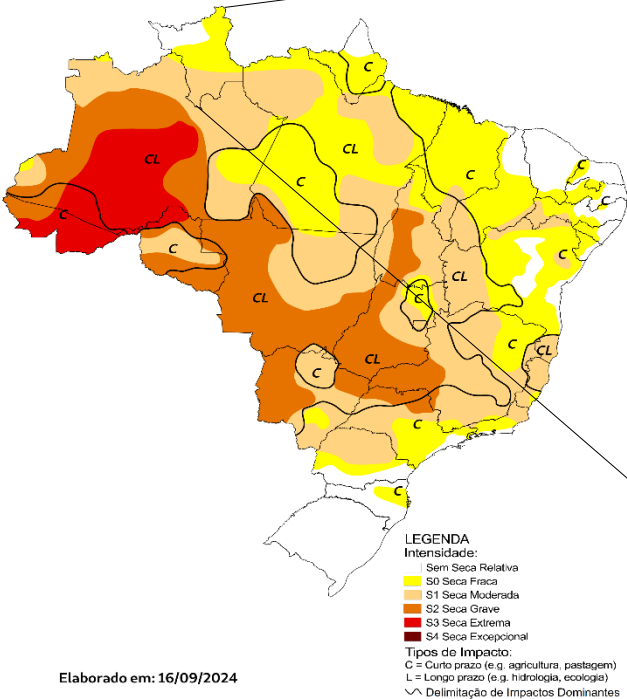 C
C
CL
CL
C
C
C
C
C
C
CL
C
CL
C
CL
C
CL
C
C
C
LEGENDA
Intensidade:
Sem Seca Relativa
S0 Seca Fraca
S1 Seca Moderada
S2 Seca Grave
S3 Seca Extrema
S4 Seca Excepcional
Tipos de Impacto:
C = Curto prazo (e.g. agricultura, pastagem)
L = Longo prazo (e.g. hidrologia, ecologia)
Delimitação de Impactos Dominantes
Elaborado em: 16/09/2024